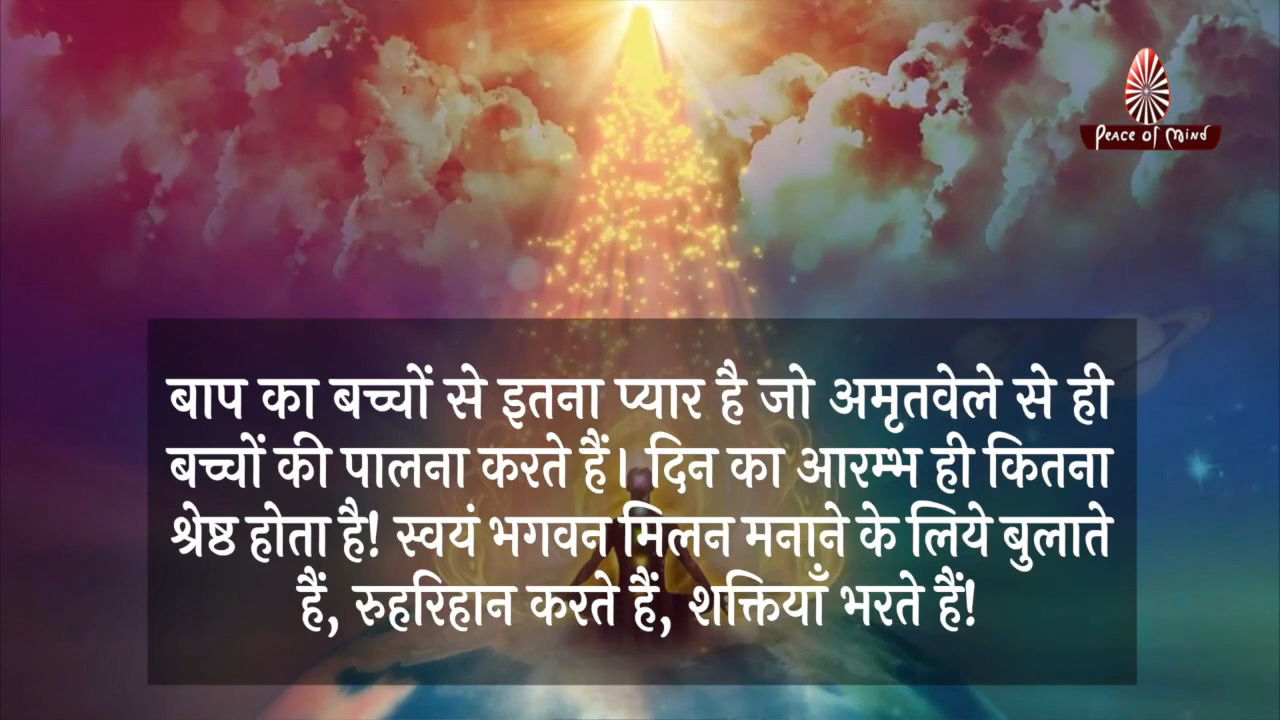 Peace of Mind
बाप का बच्चों से इतना प्यार है जो अमृतवेले से ही
बच्चों की पालना करते हैं। दिन का आरम्भ ही कितना
श्रेष्ठ होता है! स्वयं भगवन मिलन मनाने के लिये बुलाते
हैं, रुहरिहान करते हैं, शक्तियाँ भरते हैं!